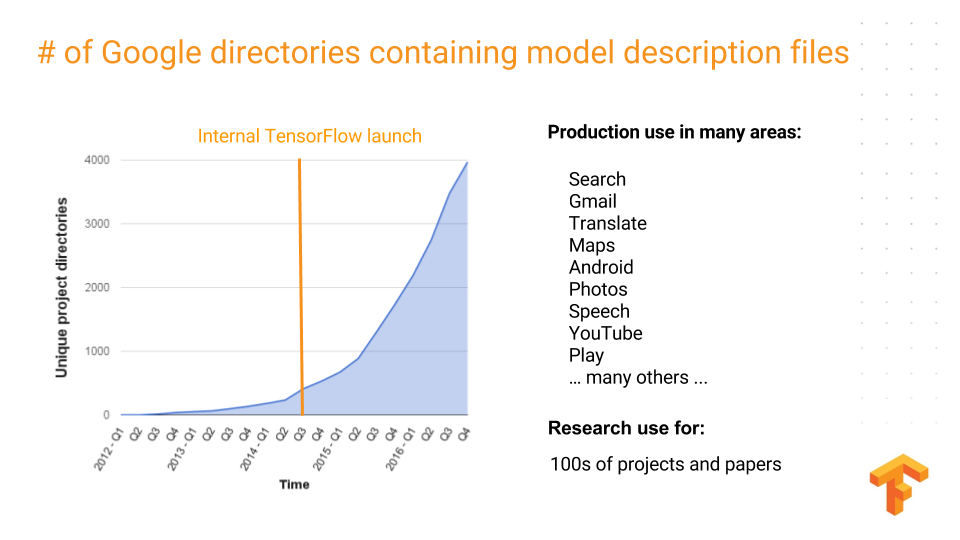 # of Google directories containing model description files
Internal TensorFlow launch
4000
3000
2000
1000
0
Unique project directories
2012 - Q1
Q2
Q3
Q4
2013 - Q1
Q2
Q3
Q4
2014 - Q1
Q2
Q3
Q4
2015 - Q1
Q2
Q3
Q4
2016 - Q1
Q2
Q3
Q4
Time
Production use in many areas:
Search
Gmail
Translate
Maps
Android
Photos
Speech
YouTube
Play
… many others ...
Research use for:
100s of projects and papers